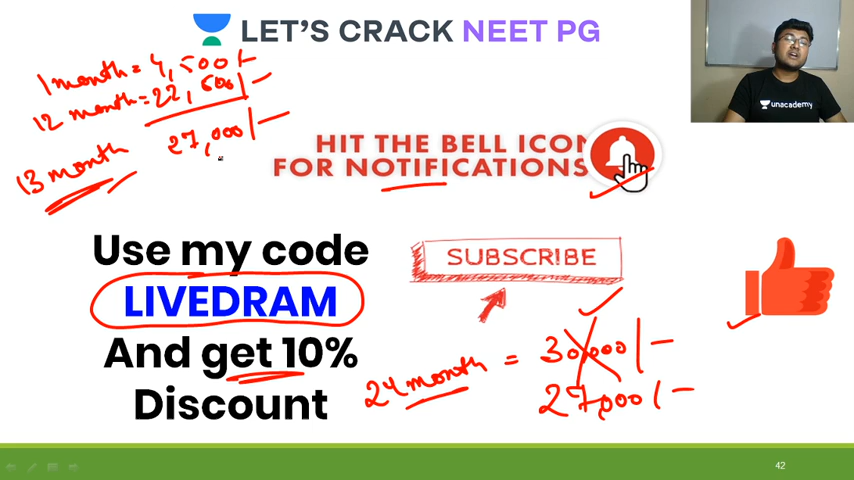 LET'S CRACK NEET PG
1 month = 4,500/-
12 month = 22,500/-
27,000/-
13 month
unacademy
HIT THE BELL ICON
FOR NOTIFICATIONS
Use my code
LIVEDRAM
And get 10%
Discount
SUBSCRIBE
24 month = 30,000/-
27,000/-
42